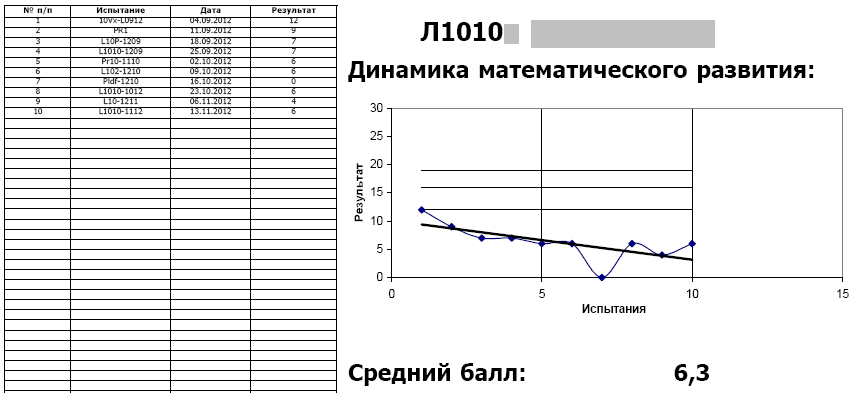 № п/п Испытание Дата Результат
1 10Vx-L0912 04.09.2012 12
2 PR1 11.09.2012 9
3 L10P-1209 18.09.2012 7
4 L1010-1209 25.09.2012 7
5 Pr10-1110 02.10.2012 6
6 L102-1210 09.10.2012 6
7 Pldf-1210 16.10.2012 0
8 L1010-1012 23.10.2012 6
9 L10-1211 06.11.2012 4
10 L1010-1112 13.11.2012 6
Л1010
Динамика математического развития:
Результат
30
25
20
15
10
5
0
0 5 10 15
Испытания
Средний балл: 6,3